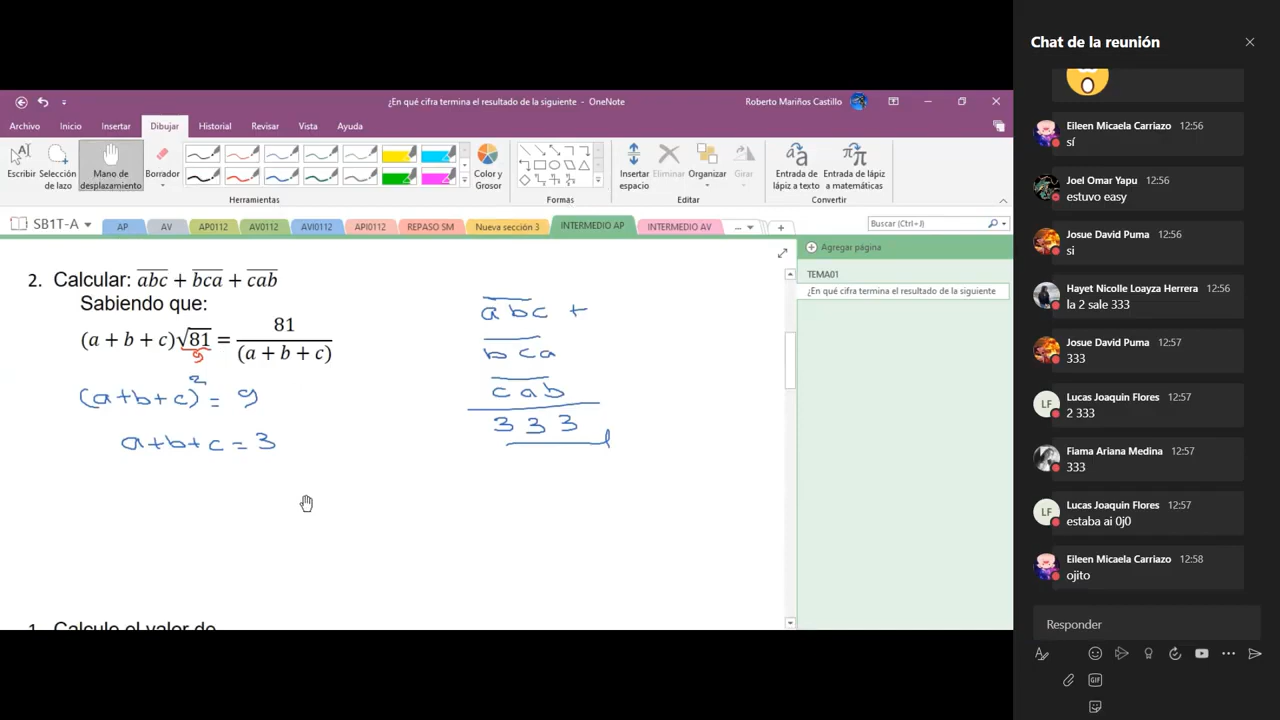 Chat de la reunión
¿En qué cifra termina el resultado de la siguiente - OneNote
Roberto Mariños Castillo
Archivo Inicio Insertar Dibujar Historial Revisar Vista Ayuda
Escribir
Selección de lazo
Mano de desplazamiento
Borrador
Color y Grosor
Insertar espacio
Eliminar
Organizar
Girar
Entrada de lápiz a texto
Entrada de lápiz a matemáticas
Herramientas
Formas
Editar
Convertir
SB1T-A
AP AV AP0112 AV0112 AVI0112 API0112 REPASO SM Nueva sección 3 INTERMEDIO AP INTERMEDIO AV ...
Buscar (Ctrl+J)
Agregar página
TEMA01
¿En qué cifra termina el resultado de la siguiente
2. Calcular: a̅b̅c̅ + b̅c̅a̅ + c̅a̅b̅
Sabiendo que:
(a + b + c)√81 = 81/(a + b + c)
9
(a+b+c)² = 9
a+b+c = 3
a̅b̅c̅ +
b̅c̅a̅
c̅a̅b̅
3 3 3
1. Calcule el valor de
Eileen Micaela Carriazo 12:56
sí
Joel Omar Yapu 12:56
estuvo easy
Josue David Puma 12:56
si
Hayet Nicolle Loayza Herrera 12:56
la 2 sale 333
Josue David Puma 12:57
333
LF
Lucas Joaquin Flores 12:57
2 333
Fiama Ariana Medina 12:57
333
LF
Lucas Joaquin Flores 12:57
estaba ai 0j0
Eileen Micaela Carriazo 12:58
ojito
Responder
GIF